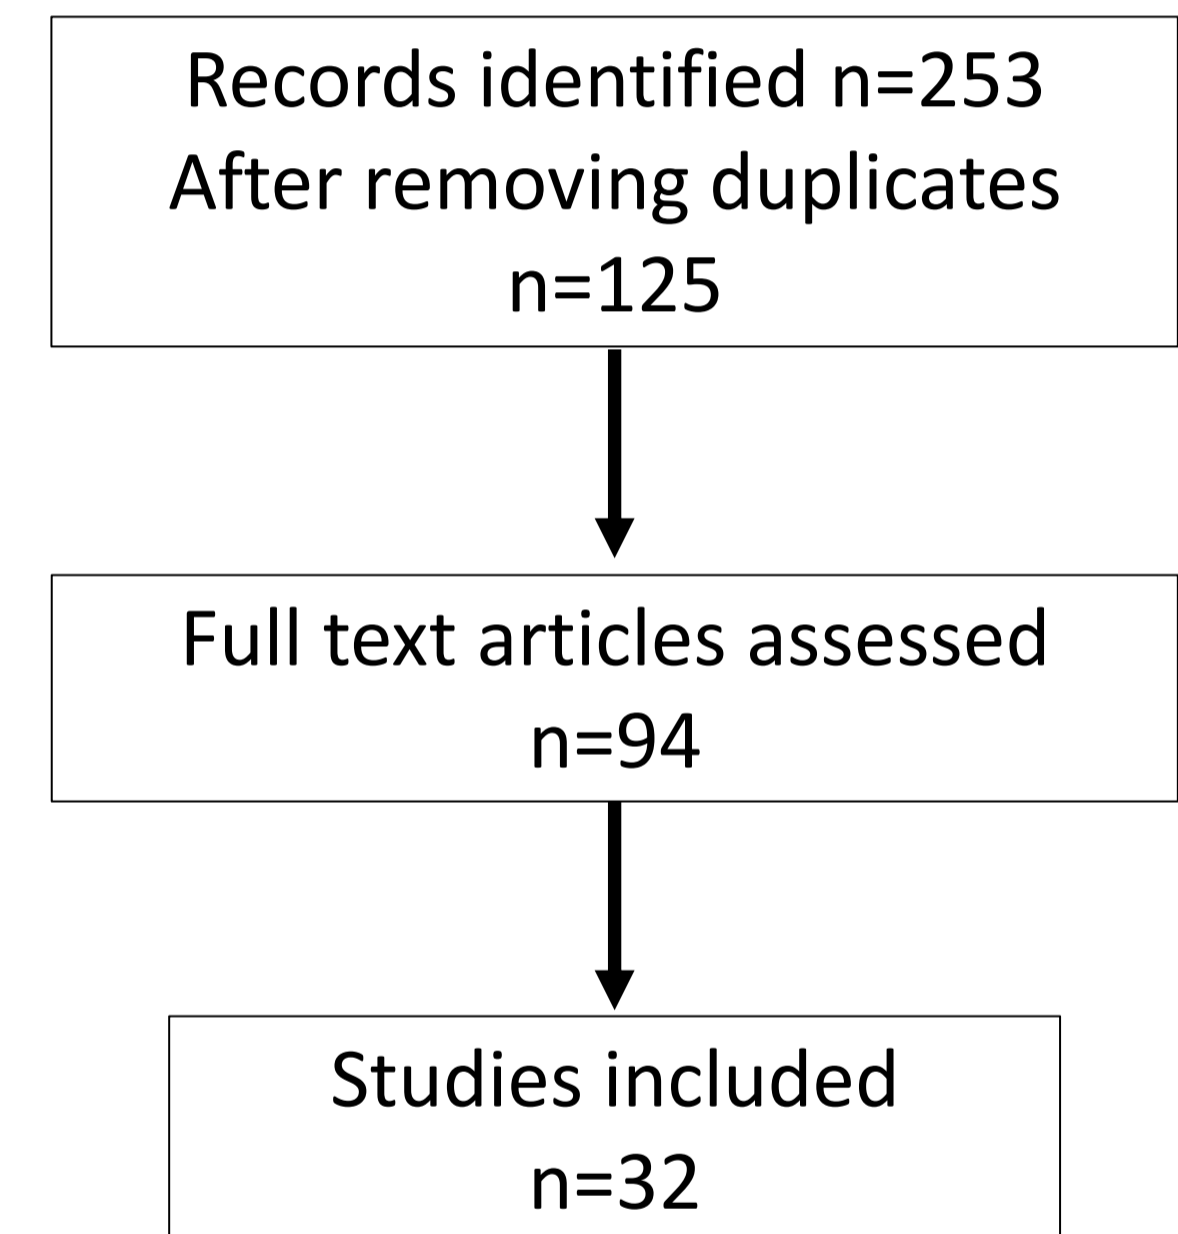 Records identified n=253
After removing duplicates
n=125
Full text articles assessed
n=94
Studies included
n=32